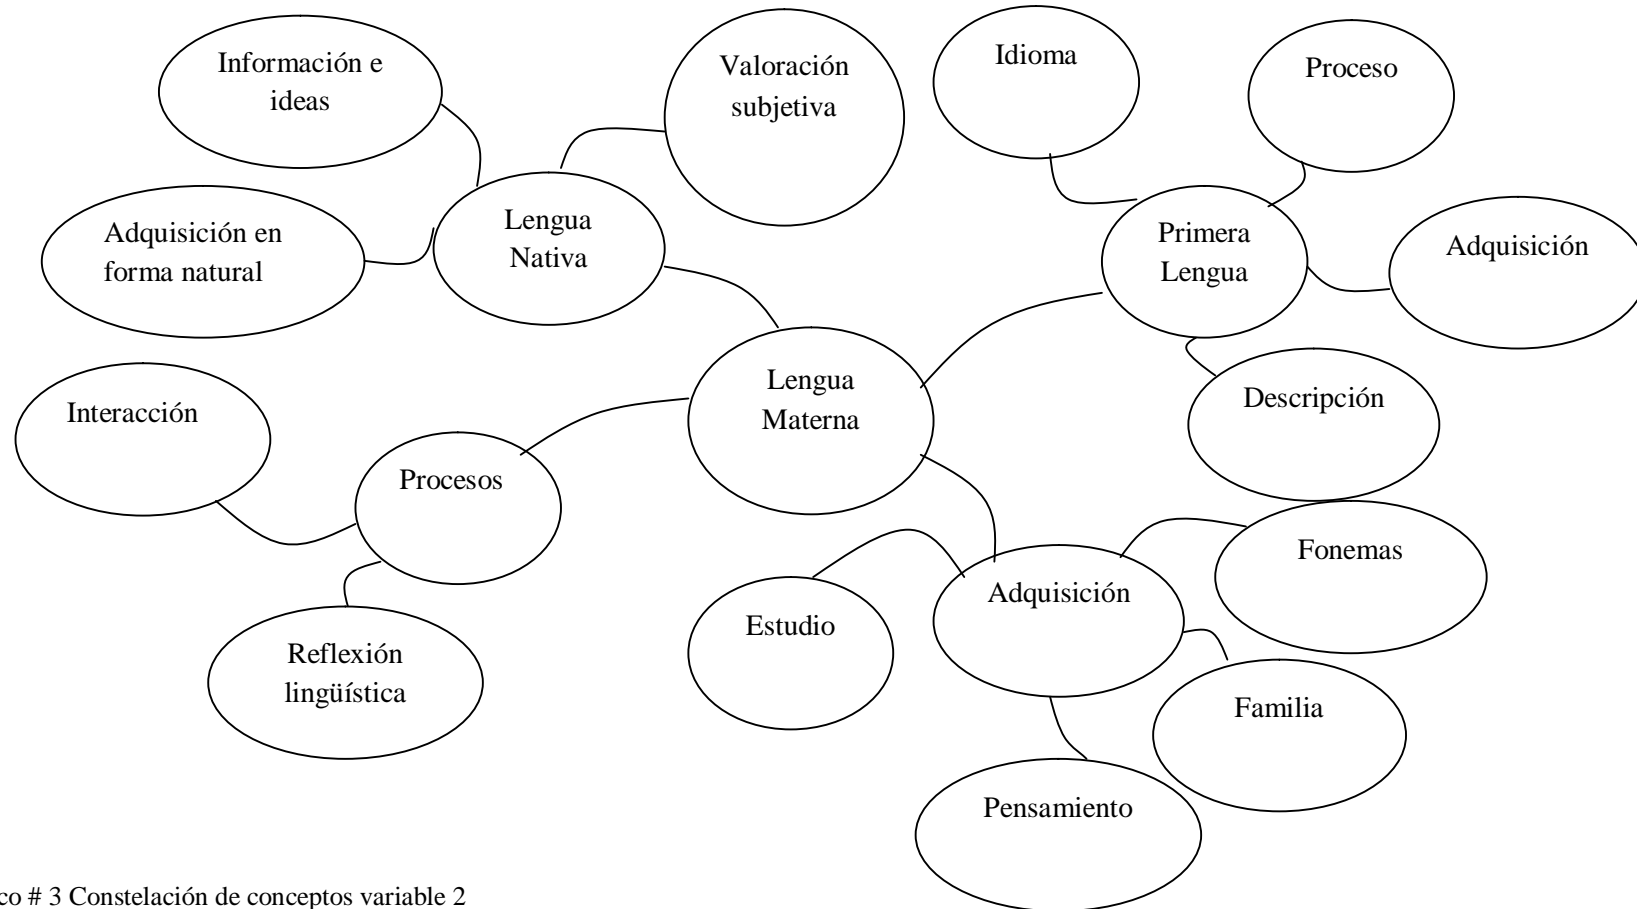 Información e
ideas
Valoración
subjetiva
Idioma
Proceso
Adquisición en
forma natural
Lengua
Nativa
Primera
Lengua
Adquisición
Interacción
Lengua
Materna
Descripción
Procesos
Fonemas
Adquisición
Estudio
Reflexión
lingüística
Familia
Pensamiento
co # 3 Constelación de conceptos variable 2